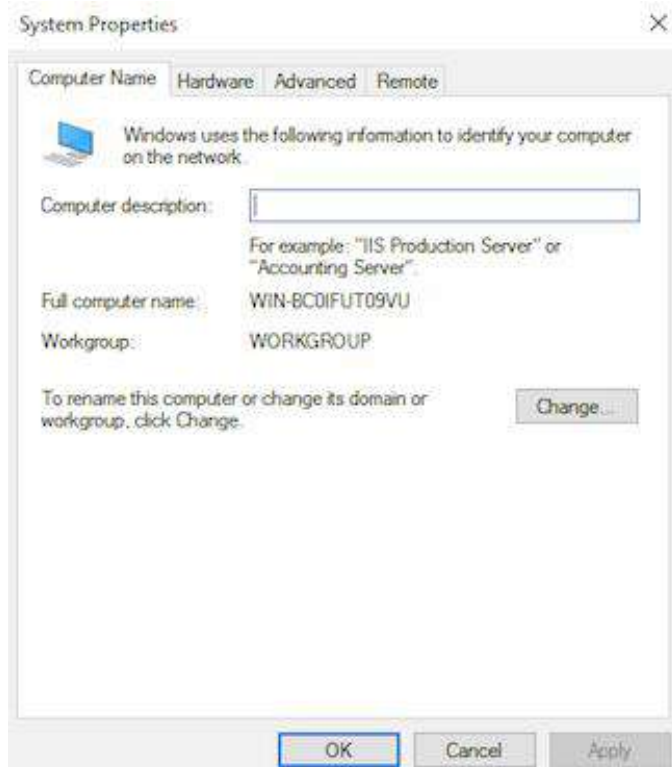 System Properties
Computer Name Hardware Advanced Remote
Windows uses the following information to identify your computer
on the network.
Computer description:
For example: "IIS Production Server" or
"Accounting Server".
Full computer name: WIN-BC0IFUT09VU
Workgroup: WORKGROUP
To rename this computer or change its domain or
workgroup, click Change.
Change...
OK Cancel Apply